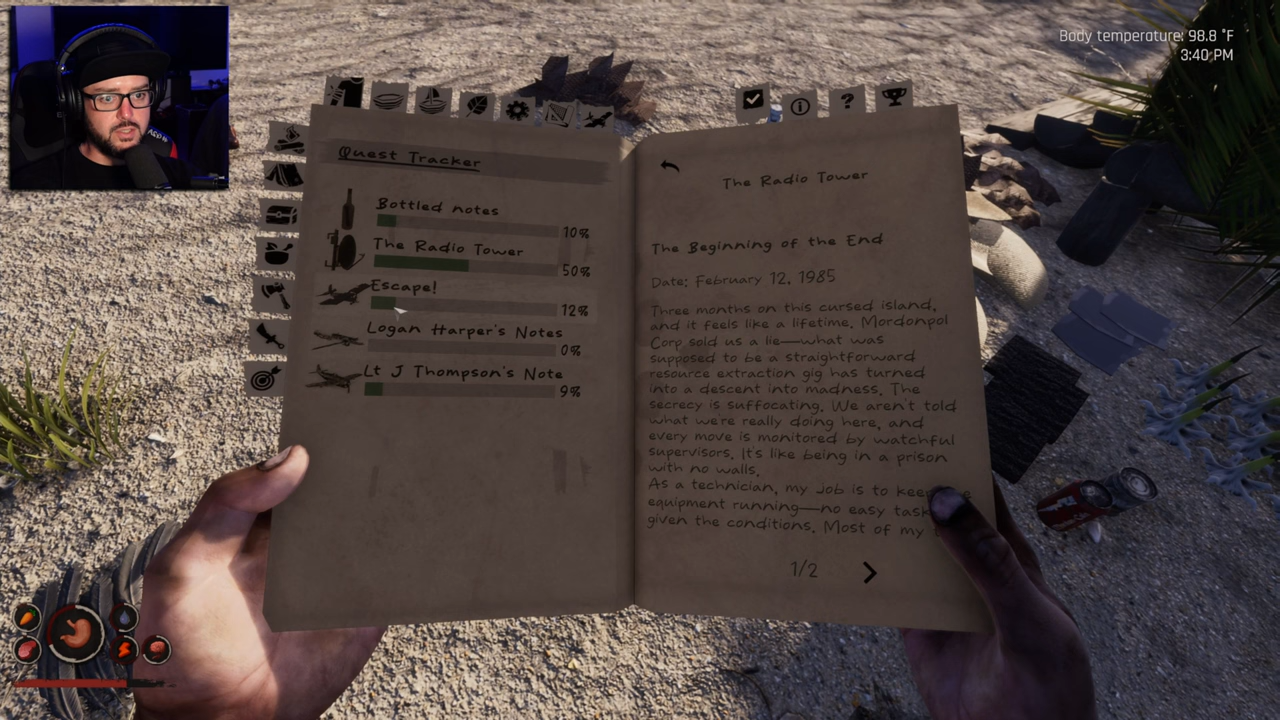 Body temperature: 98.8 °F
3:40 PM
Quest Tracker
Bottled notes
10%
The Radio Tower
50%
Escape!
12%
Logan Harper's Notes
0%
Lt J Thompson's Note
9%
The Radio Tower
The Beginning of the End
Date: February 12, 1985
Three months on this cursed island,
and it feels like a lifetime. Mordonpol
Corp sold us a lie—what was
supposed to be a straightforward
resource extraction gig has turned
into a descent into madness. The
secrecy is suffocating. We aren't told
what we're really doing here, and
every move is monitored by watchful
supervisors. It's like being in a prison
with no walls.
As a technician, my job is to keep
equipment running—no easy task
given the conditions. Most of my
1/2